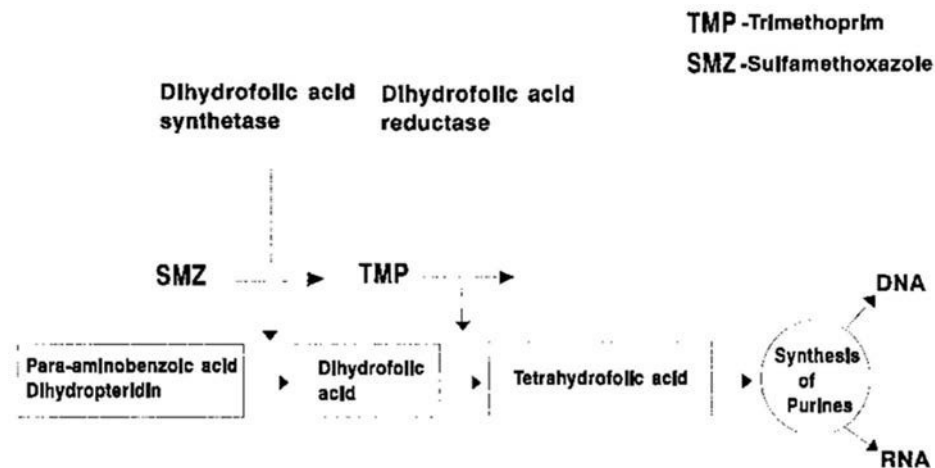 TMP -Trimethoprim
SMZ -Sulfamethoxazole
Dihydrofolic acid
synthetase
Dihydrofolic acid
reductase
SMZ
TMP
Para-aminobenzoic acid
Dihydropteridin
Dihydrofolic
acid
Tetrahydrofolic acid
Synthesis
of
Purines
DNA
RNA